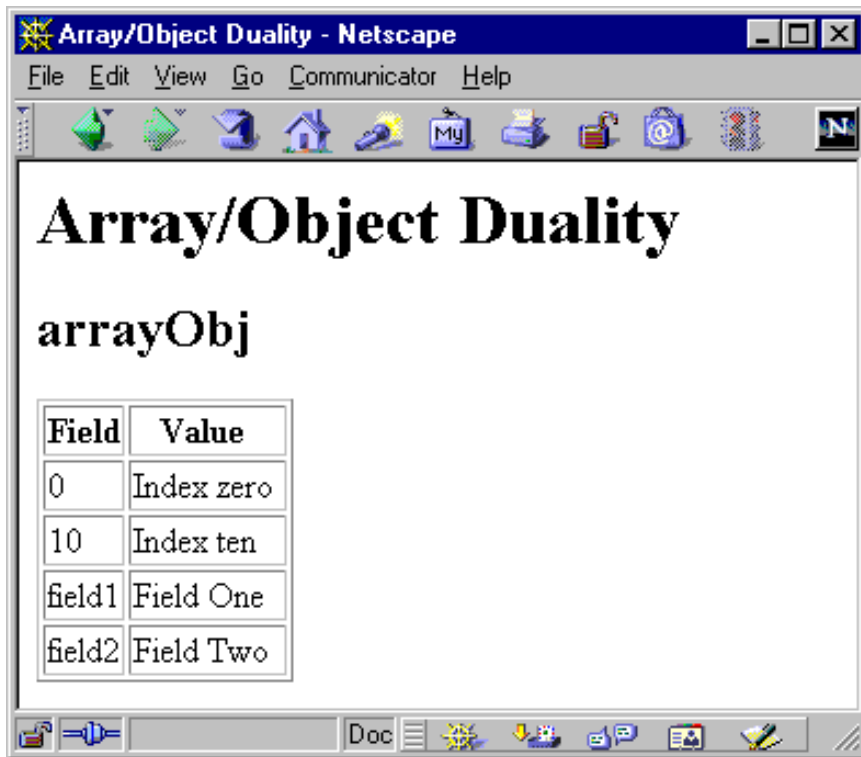 Array/Object Duality - Netscape
File Edit View Go Communicator Help
My
N
Array/Object Duality
arrayObj
Field Value
0 Index zero
10 Index ten
field1 Field One
field2 Field Two
Doc